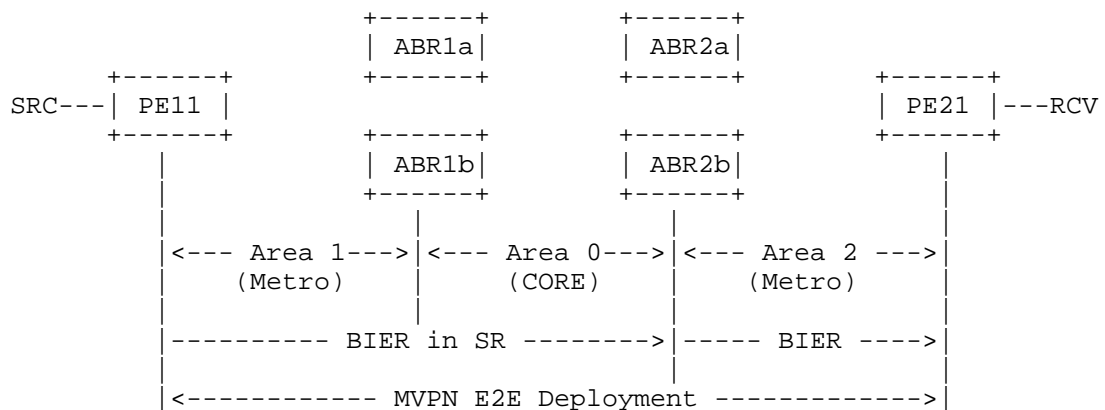 ABR1a ABR2a
SRC--- PE11 PE21 ---RCV
ABR1b ABR2b
<--- Area 1---> <--- Area 0---> <--- Area 2 --->
(Metro) (CORE) (Metro)
---------- BIER in SR --------> ----- BIER ---->
<------------ MVPN E2E Deployment ------------->